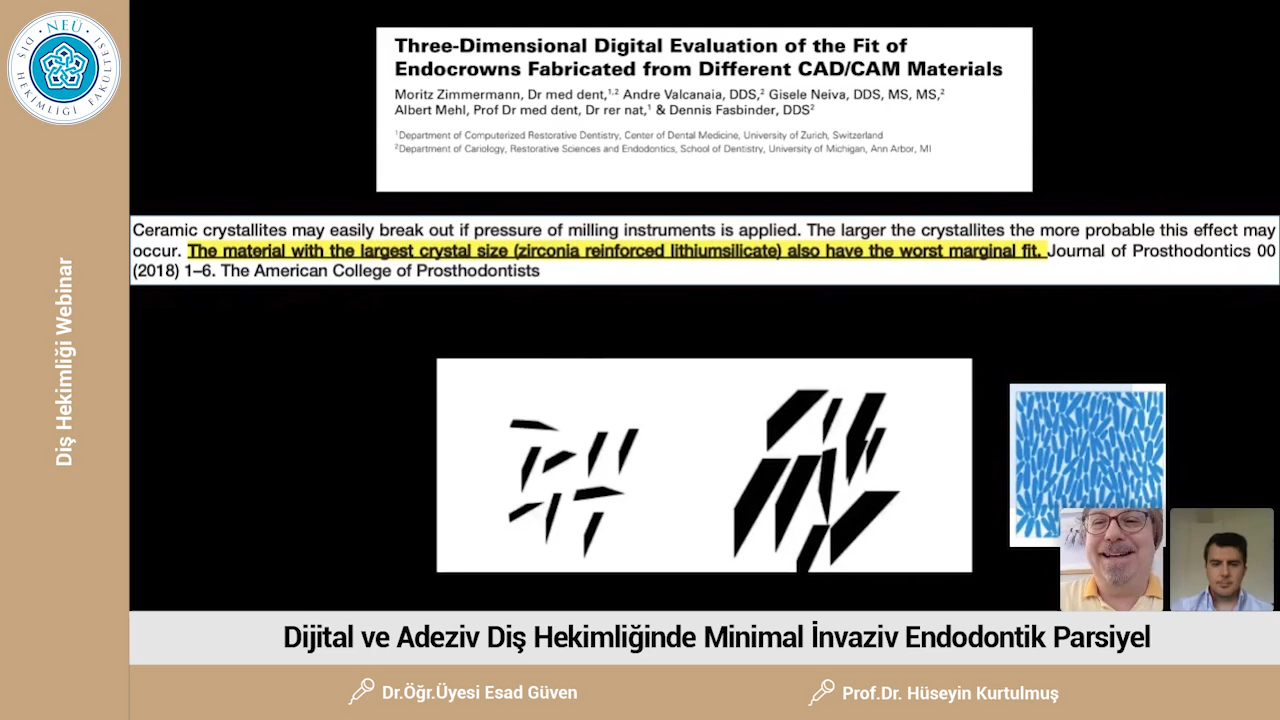 NEÜ
DİŞ HEKİMLİĞİ FAKÜLTESİ
Diş Hekimliği Webinar
Three-Dimensional Digital Evaluation of the Fit of
Endocrowns Fabricated from Different CAD/CAM Materials
Moritz Zimmermann, Dr med dent,1,2 Andre Valcanaia, DDS,2 Gisele Neiva, DDS, MS, MS,2
Albert Mehl, Prof Dr med dent, Dr rer nat,1 & Dennis Fasbinder, DDS2
1Department of Computerized Restorative Dentistry, Center of Dental Medicine, University of Zurich, Switzerland
2Department of Cariology, Restorative Sciences and Endodontics, School of Dentistry, University of Michigan, Ann Arbor, MI
Ceramic crystallites may easily break out if pressure of milling instruments is applied. The larger the crystallites the more probable this effect may
occur. The material with the largest crystal size (zirconia reinforced lithiumsilicate) also have the worst marginal fit. Journal of Prosthodontics 00
(2018) 1–6. The American College of Prosthodontists
Dijital ve Adeziv Diş Hekimliğinde Minimal İnvaziv Endodontik Parsiyel
Dr.Öğr.Üyesi Esad Güven
Prof.Dr. Hüseyin Kurtulmuş